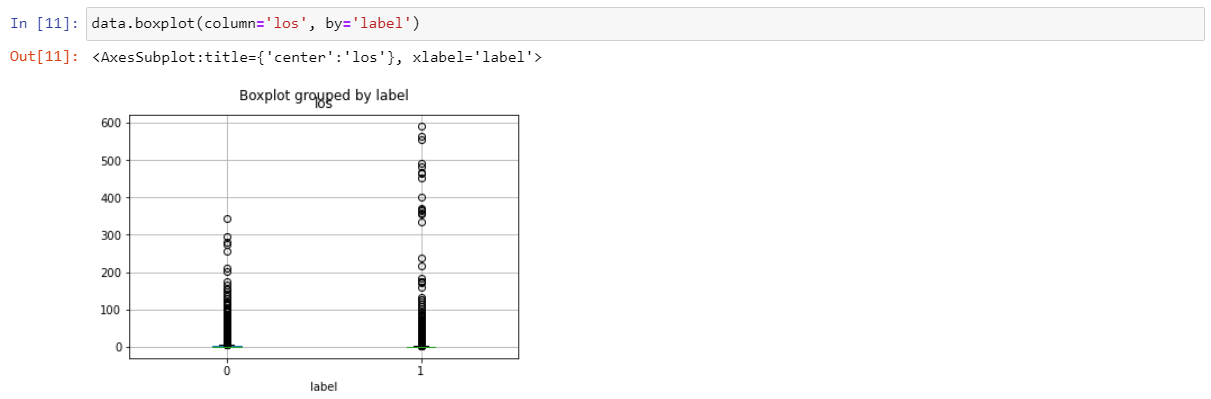 In [11]: data.boxplot(column='los', by='label')
Out[11]: <AxesSubplot:title={'center':'los'}, xlabel='label'>
Boxplot grouped by label
los
600
500
400
300
200
100
0
0 1
label